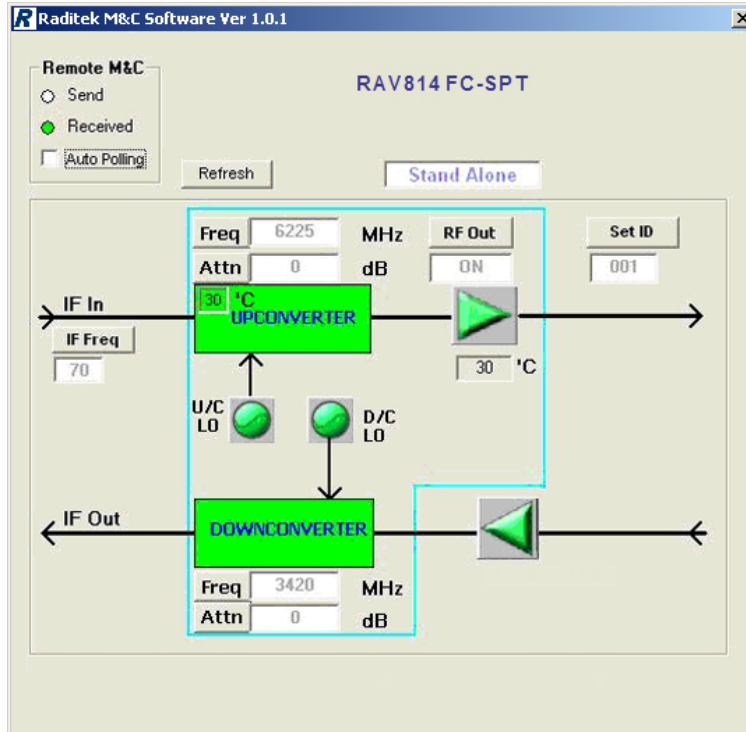 Raditek M&C Software Ver 1.0.1
Remote M&C
Send
Received
Auto Polling
RAV814 FC-SPT
Refresh
Stand Alone
Freq 6225 MHz
RF Out
Set ID
Attn 0 dB
ON
001
30 'C
IF In
UPCONVERTER
IF Freq
70
30 'C
U/C
LO
D/C
LO
IF Out
DOWNCONVERTER
Freq 3420 MHz
Attn 0 dB